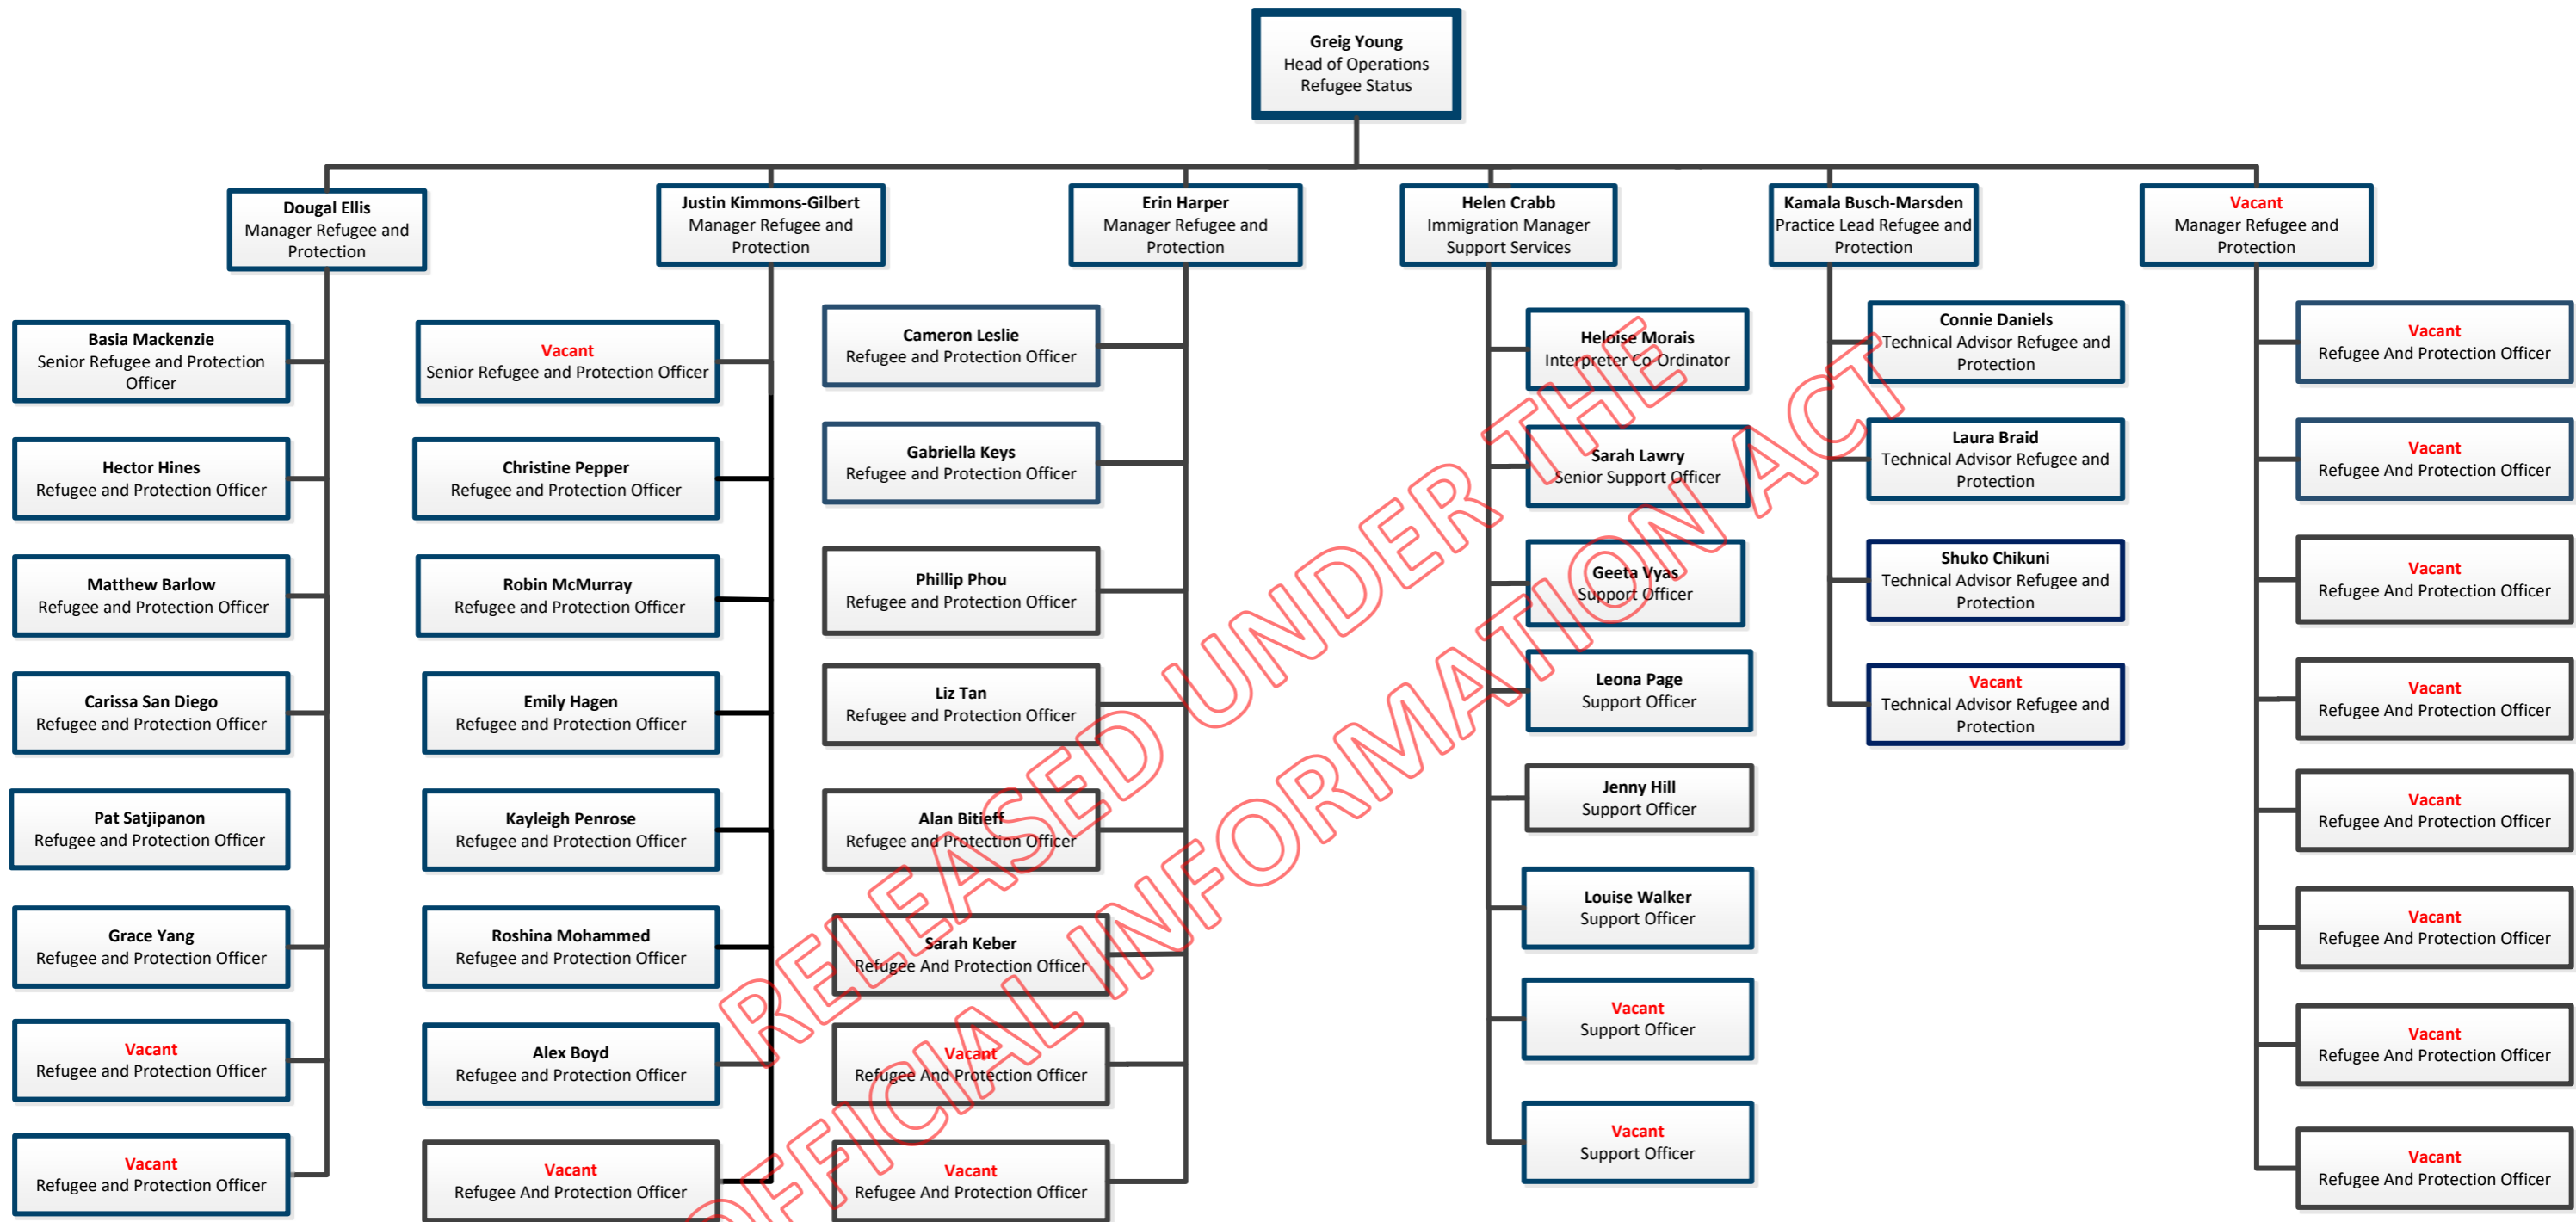 Greig Young
Head of Operations
Refugee Status
Dougal Ellis
Manager Refugee and
Protection
Basia Mackenzie
Senior Refugee and Protection
Officer
Hector Hines
Refugee and Protection Officer
Matthew Barlow
Refugee and Protection Officer
Carissa San Diego
Refugee and Protection Officer
Pat Satjipanon
Refugee and Protection Officer
Grace Yang
Refugee and Protection Officer
Vacant
Refugee and Protection Officer
Vacant
Refugee and Protection Officer
Justin Kimmons-Gilbert
Manager Refugee and
Protection
Vacant
Senior Refugee and Protection Officer
Christine Pepper
Refugee and Protection Officer
Robin McMurray
Refugee and Protection Officer
Emily Hagen
Refugee and Protection Officer
Kayleigh Penrose
Refugee and Protection Officer
Roshina Mohammed
Refugee and Protection Officer
Alex Boyd
Refugee and Protection Officer
Vacant
Refugee And Protection Officer
Erin Harper
Manager Refugee and
Protection
Cameron Leslie
Refugee and Protection Officer
Gabriella Keys
Refugee and Protection Officer
Phillip Phou
Refugee and Protection Officer
Liz Tan
Refugee and Protection Officer
Alan Bitieff
Refugee and Protection Officer
Sarah Keber
Refugee And Protection Officer
Vacant
Refugee And Protection Officer
Vacant
Refugee And Protection Officer
Helen Crabb
Immigration Manager
Support Services
Heloise Morais
Interpreter Co-Ordinator
Sarah Lawry
Senior Support Officer
Geeta Vyas
Support Officer
Leona Page
Support Officer
Jenny Hill
Support Officer
Louise Walker
Support Officer
Vacant
Support Officer
Vacant
Support Officer
Kamala Busch-Marsden
Practice Lead Refugee and
Protection
Connie Daniels
Technical Advisor Refugee and
Protection
Laura Braid
Technical Advisor Refugee and
Protection
Shuko Chikuni
Technical Advisor Refugee and
Protection
Vacant
Technical Advisor Refugee and
Protection
Vacant
Manager Refugee and
Protection
Vacant
Refugee And Protection Officer
Vacant
Refugee And Protection Officer
Vacant
Refugee And Protection Officer
Vacant
Refugee And Protection Officer
Vacant
Refugee And Protection Officer
Vacant
Refugee And Protection Officer
Vacant
Refugee And Protection Officer
Vacant
Refugee And Protection Officer
RELEASED UNDER THE
OFFICIAL INFORMATION ACT